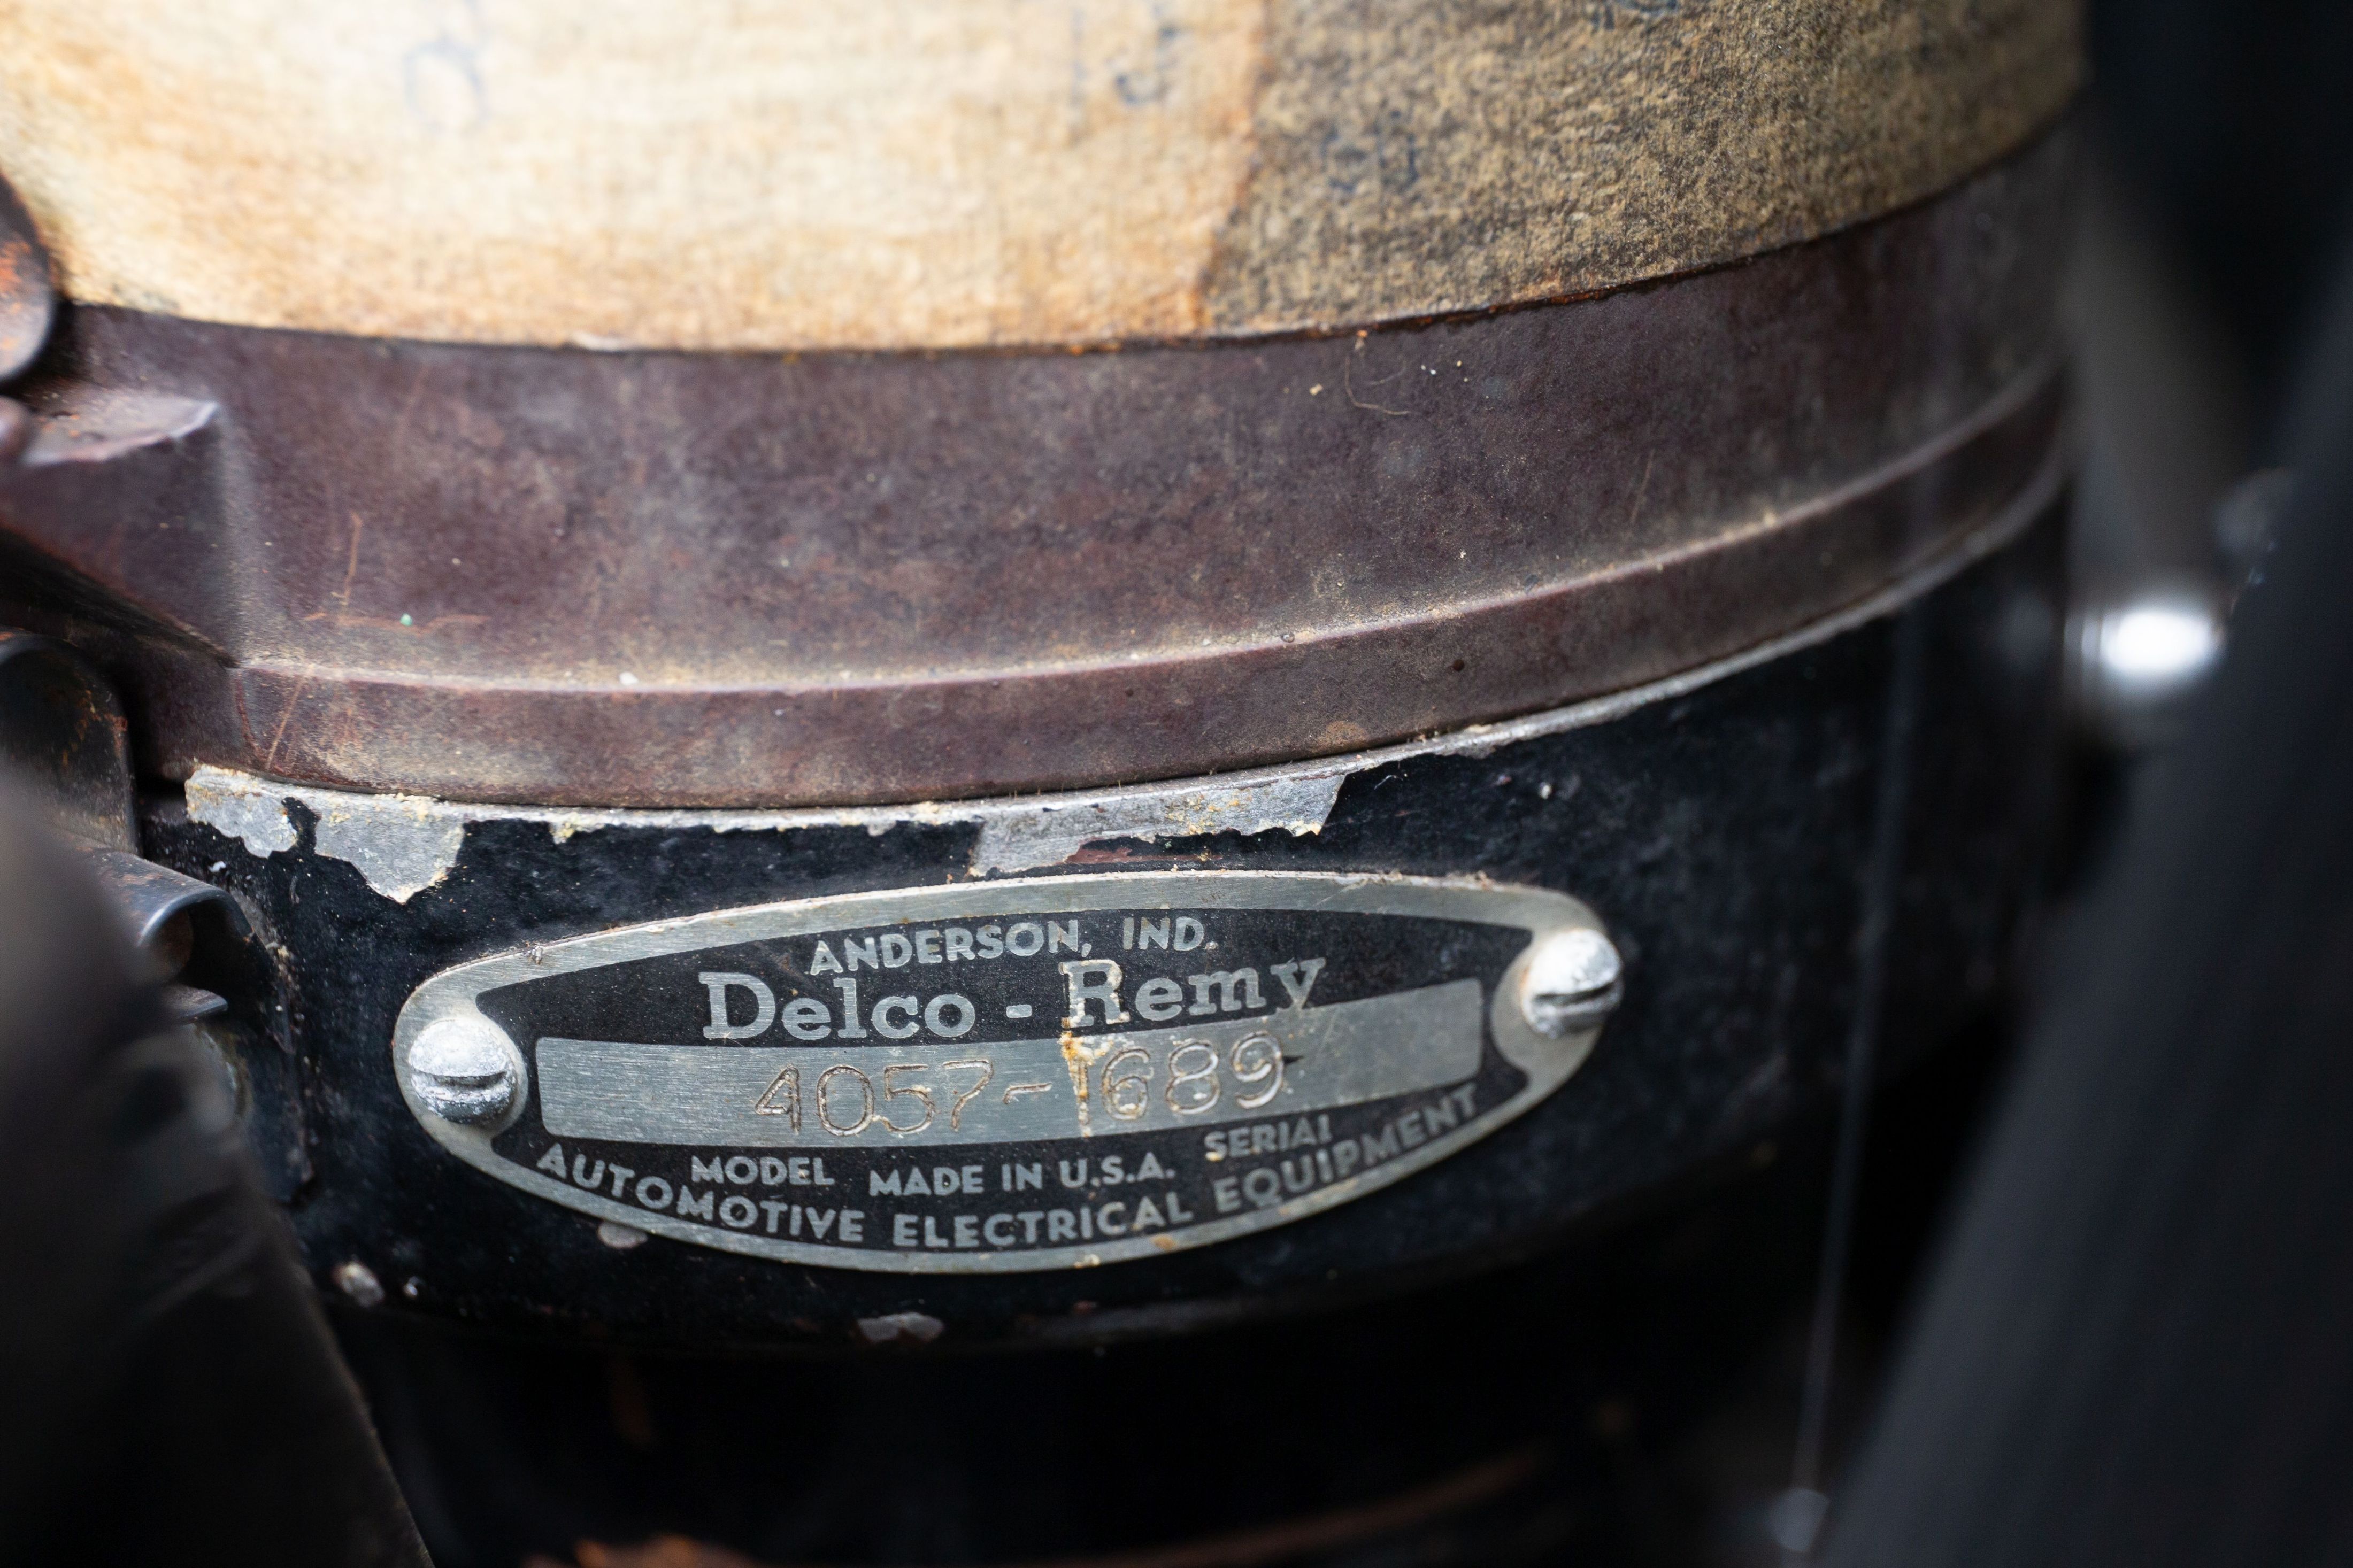 ANDERSON, IND.
Delco - Remy
4057-1689
MODEL MADE IN U.S.A. SERIAL
AUTOMOTIVE ELECTRICAL EQUIPMENT